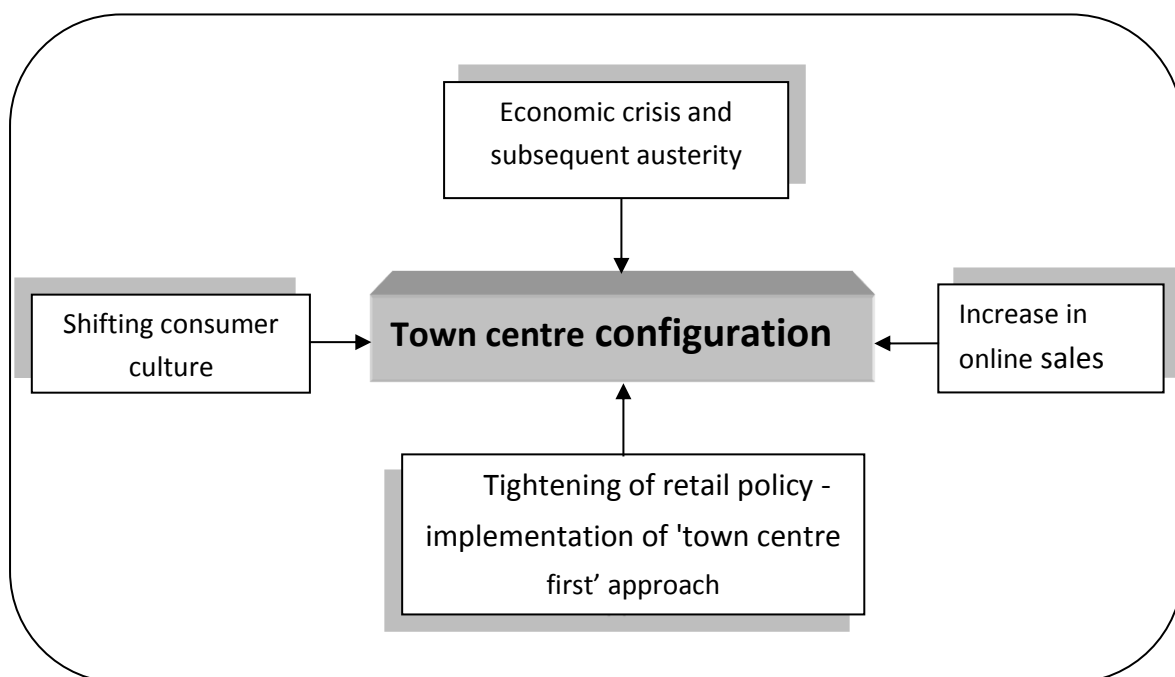 Economic crisis and
subsequent austerity
Shifting consumer
culture
Town centre configuration
Increase in
online sales
Tightening of retail policy -
implementation of 'town centre
first’ approach